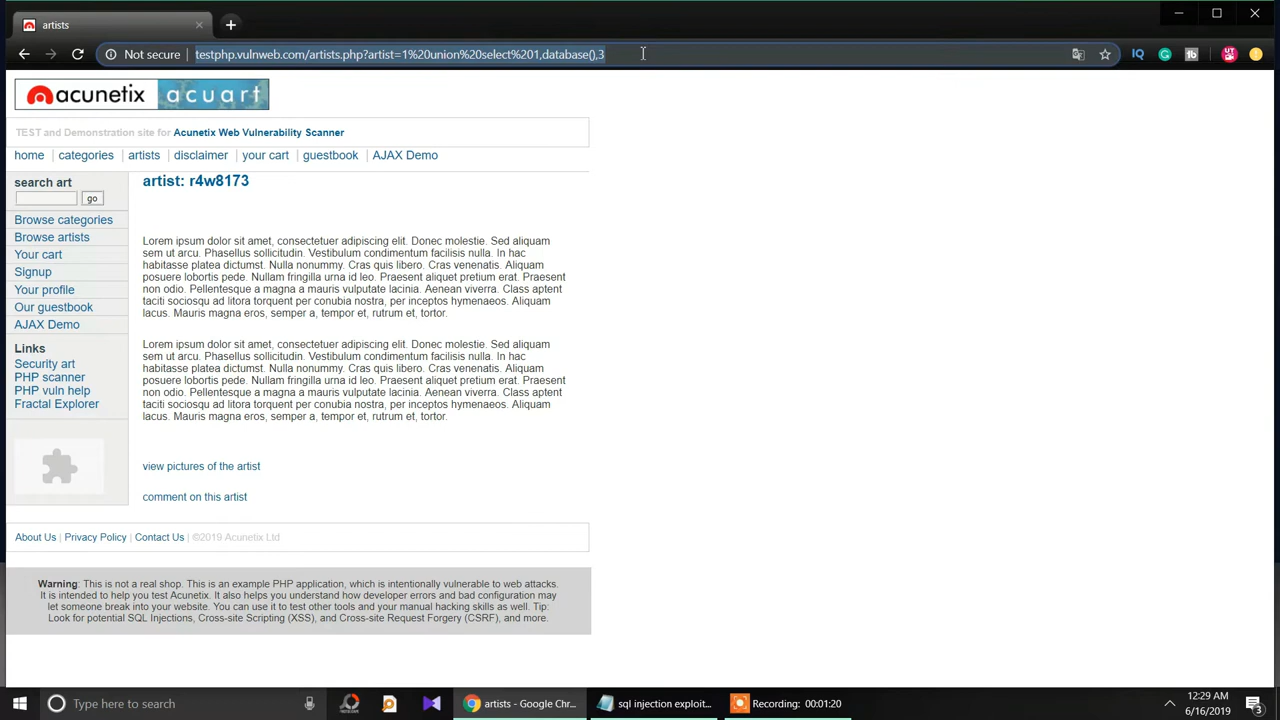 artists
Not secure
testphp.vulnweb.com/artists.php?artist=1%20union%20select%201,database(),3
acunetix acuart
TEST and Demonstration site for Acunetix Web Vulnerability Scanner
home | categories | artists | disclaimer | your cart | guestbook | AJAX Demo
search art
go
Browse categories
Browse artists
Your cart
Signup
Your profile
Our guestbook
AJAX Demo
Links
Security art
PHP scanner
PHP vuln help
Fractal Explorer
artist: r4w8173
Lorem ipsum dolor sit amet, consectetuer adipiscing elit. Donec molestie. Sed aliquam
sem ut arcu. Phasellus sollicitudin. Vestibulum condimentum facilisis nulla. In hac
habitasse platea dictumst. Nulla nonummy. Cras quis libero. Cras venenatis. Aliquam
posuere lobortis pede. Nullam fringilla urna id leo. Praesent aliquet pretium erat. Praesent
non odio. Pellentesque a magna a mauris vulputate lacinia. Aenean viverra. Class aptent
taciti sociosqu ad litora torquent per conubia nostra, per inceptos hymenaeos. Aliquam
lacus. Mauris magna eros, semper a, tempor et, rutrum et, tortor.
Lorem ipsum dolor sit amet, consectetuer adipiscing elit. Donec molestie. Sed aliquam
sem ut arcu. Phasellus sollicitudin. Vestibulum condimentum facilisis nulla. In hac
habitasse platea dictumst. Nulla nonummy. Cras quis libero. Cras venenatis. Aliquam
posuere lobortis pede. Nullam fringilla urna id leo. Praesent aliquet pretium erat. Praesent
non odio. Pellentesque a magna a mauris vulputate lacinia. Aenean viverra. Class aptent
taciti sociosqu ad litora torquent per conubia nostra, per inceptos hymenaeos. Aliquam
lacus. Mauris magna eros, semper a, tempor et, rutrum et, tortor.
view pictures of the artist
comment on this artist
About Us | Privacy Policy | Contact Us | ©2019 Acunetix Ltd
Warning: This is not a real shop. This is an example PHP application, which is intentionally vulnerable to web attacks.
It is intended to help you test Acunetix. It also helps you understand how developer errors and bad configuration may
let someone break into your website. You can use it to test other tools and your manual hacking skills as well. Tip:
Look for potential SQL Injections, Cross-site Scripting (XSS), and Cross-site Request Forgery (CSRF), and more.
Type here to search
artists - Google Chr...
sql injection exploit...
Recording: 00:01:20
12:29 AM
6/16/2019
3